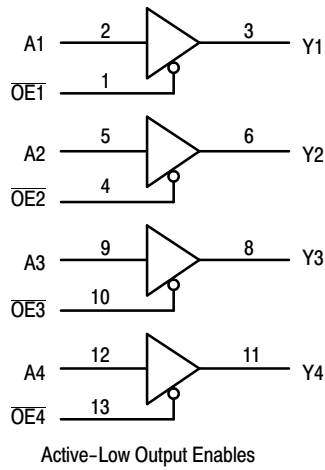 A1 2 3 Y1
OE1 1
A2 5 6 Y2
OE2 4
A3 9 8 Y3
OE3 10
A4 12 11 Y4
OE4 13
Active-Low Output Enables